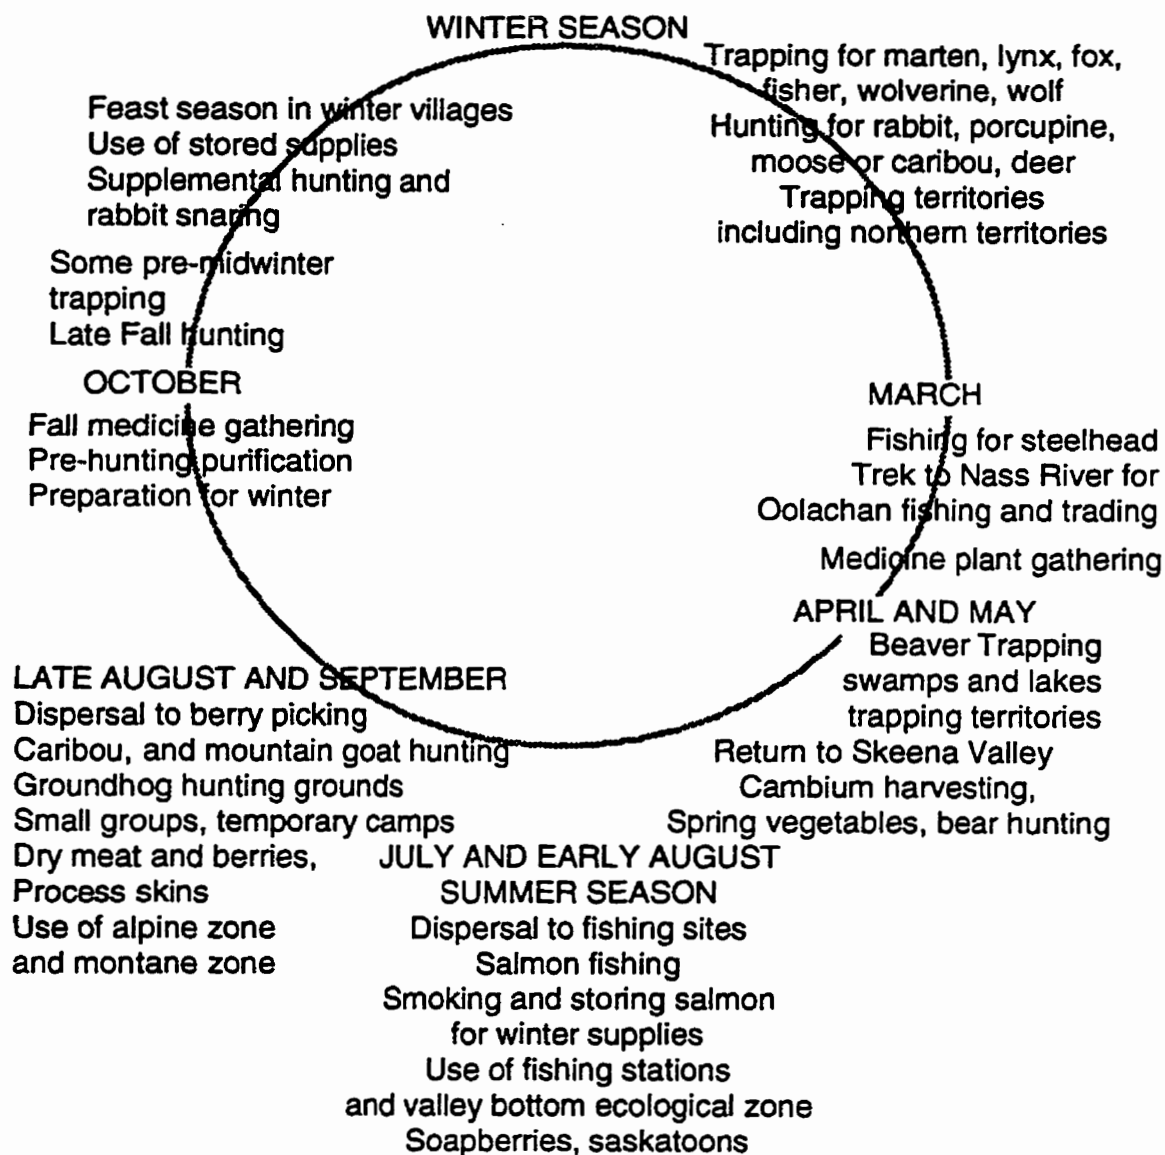 WINTER SEASON
Trapping for marten, lynx, fox,
fisher, wolverine, wolf
Hunting for rabbit, porcupine,
moose or caribou, deer
Trapping territories
including northern territories
MARCH
Fishing for steelhead
Trek to Nass River for
Oolachan fishing and trading
Medicine plant gathering
APRIL AND MAY
Beaver Trapping
swamps and lakes
trapping territories
Return to Skeena Valley
Cambium harvesting,
Spring vegetables, bear hunting
JULY AND EARLY AUGUST
SUMMER SEASON
Dispersal to fishing sites
Salmon fishing
Smoking and storing salmon
for winter supplies
Use of fishing stations
and valley bottom ecological zone
Soapberries, saskatoons
LATE AUGUST AND SEPTEMBER
Dispersal to berry picking
Caribou, and mountain goat hunting
Groundhog hunting grounds
Small groups, temporary camps
Dry meat and berries,
Process skins
Use of alpine zone
and montane zone
OCTOBER
Fall medicine gathering
Pre-hunting purification
Preparation for winter
Feast season in winter villages
Use of stored supplies
Supplemental hunting and
rabbit snaring
Some pre-midwinter
trapping
Late Fall hunting